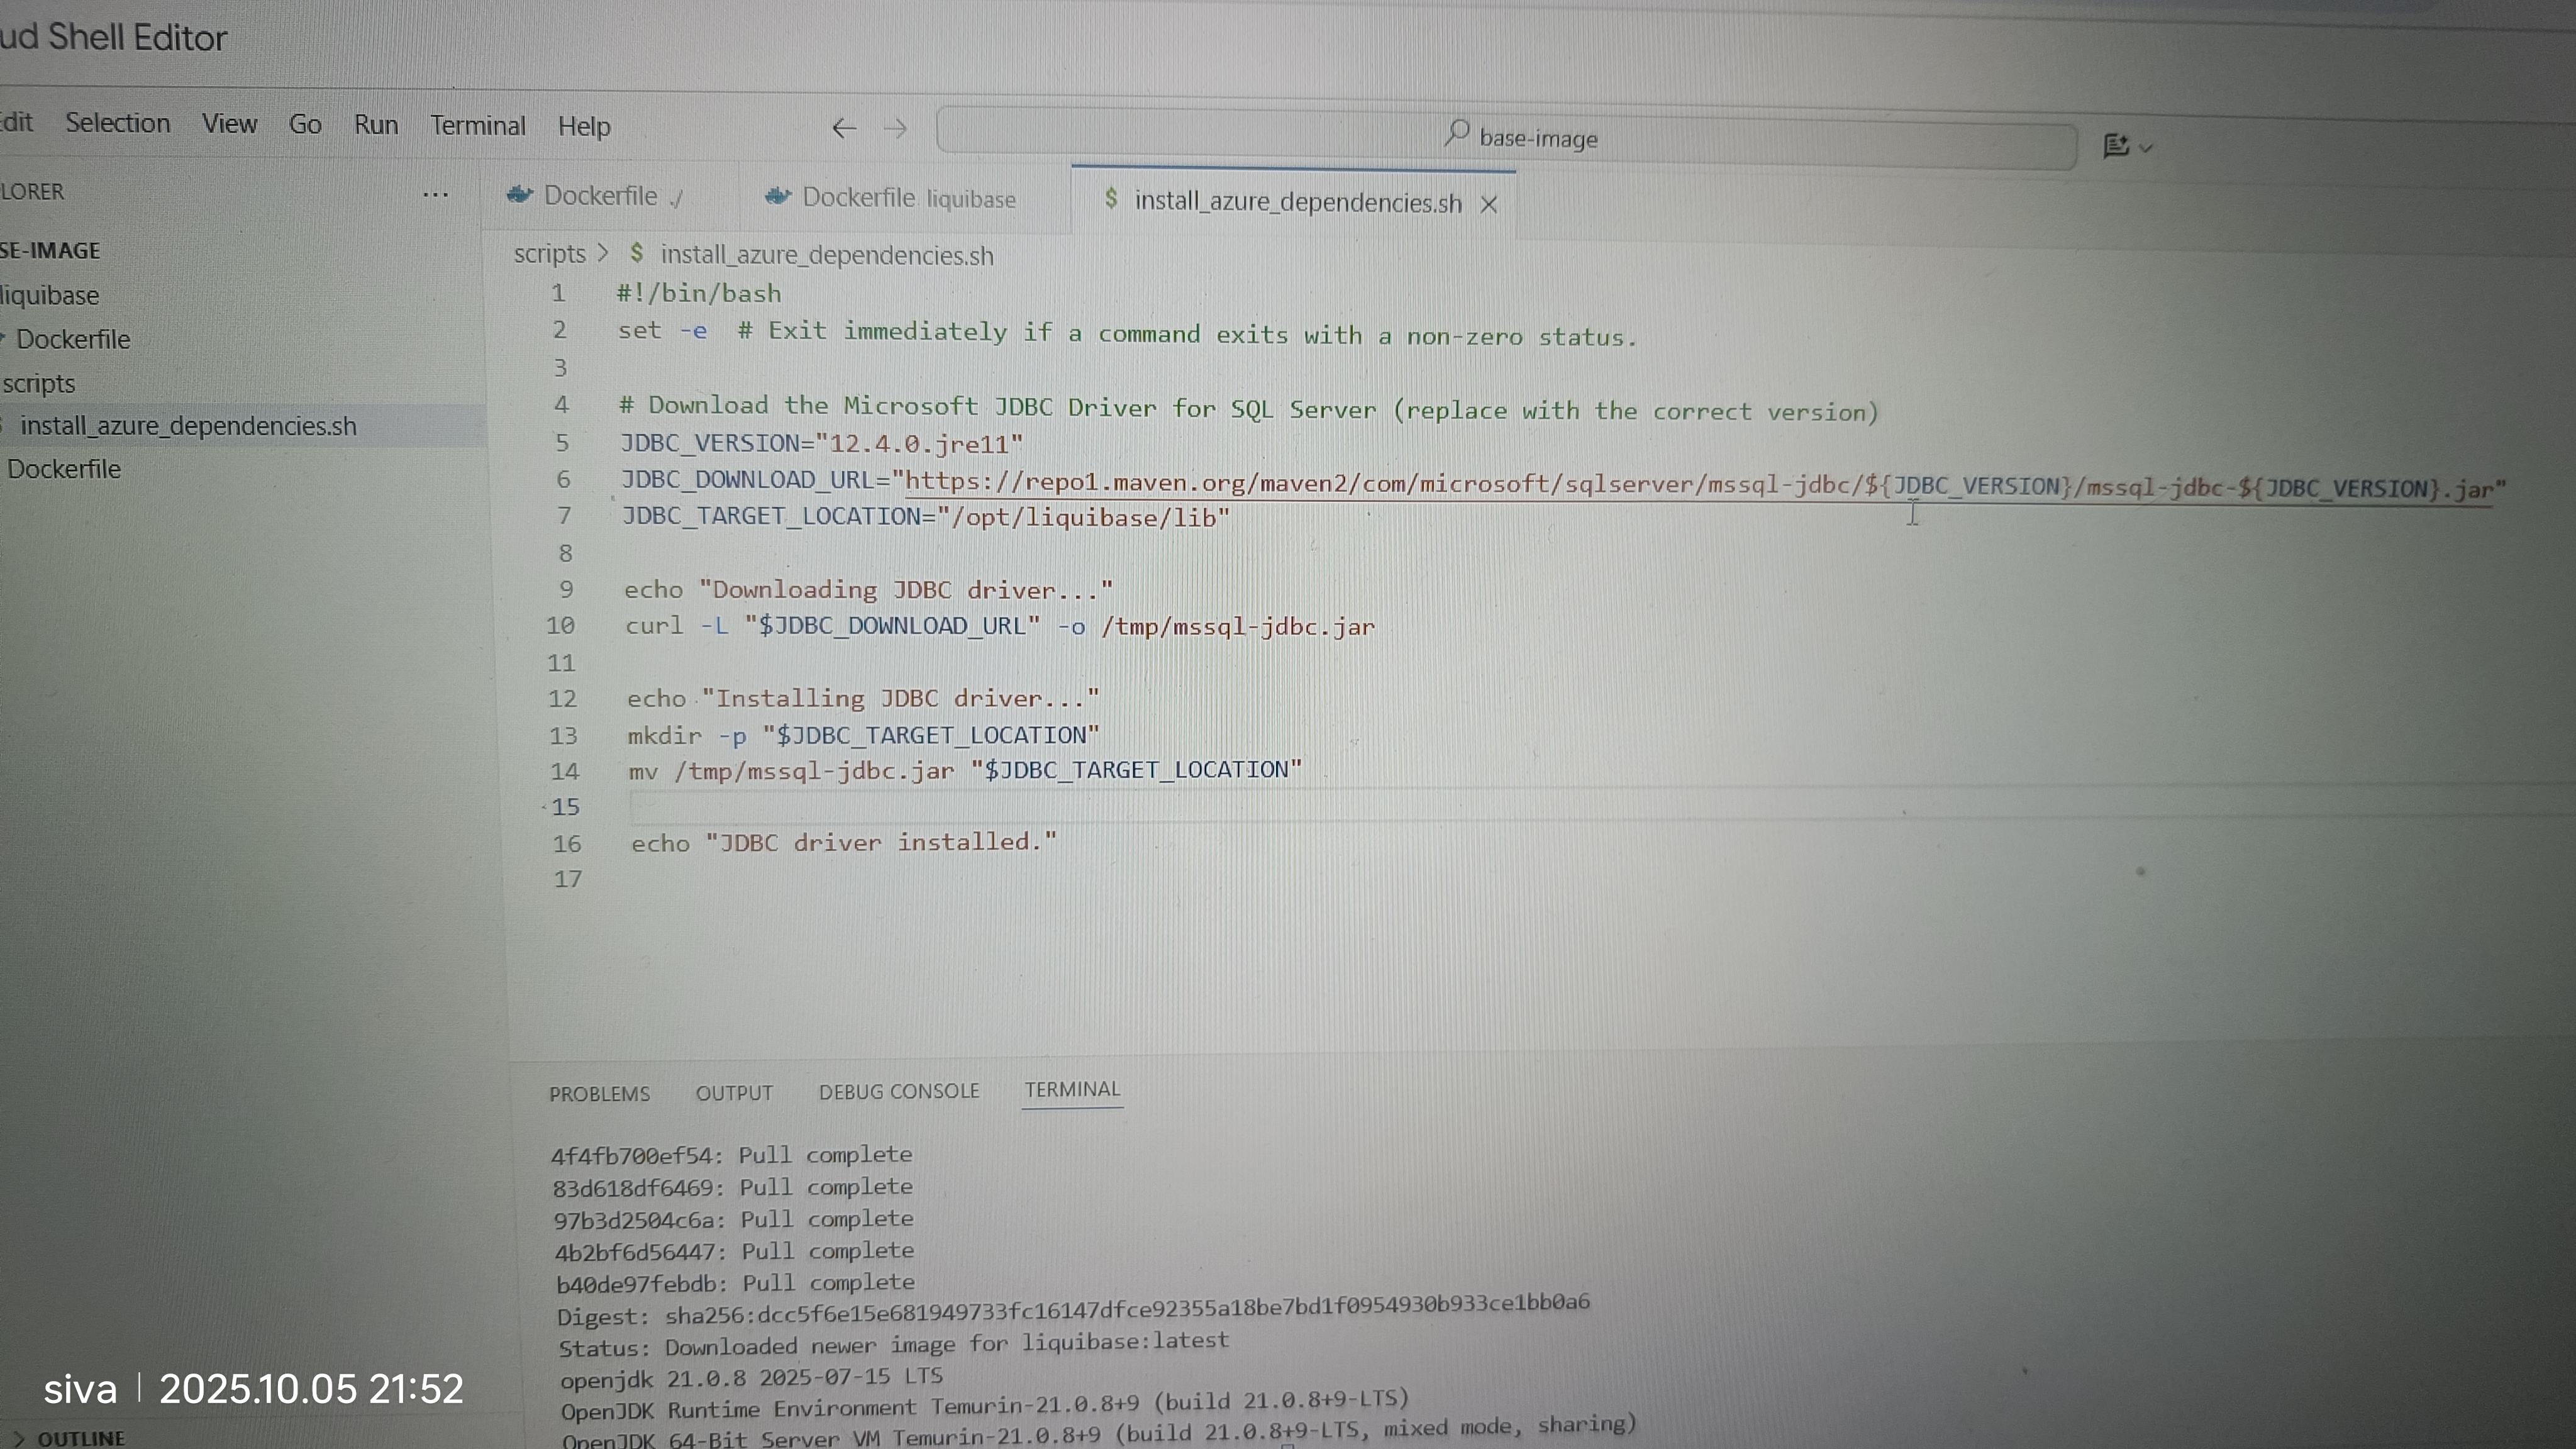 ud Shell Editor
Edit Selection View Go Run Terminal Help
base-image
LORER
...
Dockerfile ./
Dockerfile liquibase
$ install_azure_dependencies.sh
SE-IMAGE
liquibase
Dockerfile
scripts
install_azure_dependencies.sh
Dockerfile
scripts > $ install_azure_dependencies.sh
1 #!/bin/bash
2 set -e # Exit immediately if a command exits with a non-zero status.
3
4 # Download the Microsoft JDBC Driver for SQL Server (replace with the correct version)
5 JDBC_VERSION="12.4.0.jre11"
6 JDBC_DOWNLOAD_URL="https://repo1.maven.org/maven2/com/microsoft/sqlserver/mssql-jdbc/${JDBC_VERSION}/mssql-jdbc-${JDBC_VERSION}.jar"
7 JDBC_TARGET_LOCATION="/opt/liquibase/lib"
8
9 echo "Downloading JDBC driver..."
10 curl -L "$JDBC_DOWNLOAD_URL" -o /tmp/mssql-jdbc.jar
11
12 echo "Installing JDBC driver..."
13 mkdir -p "$JDBC_TARGET_LOCATION"
14 mv /tmp/mssql-jdbc.jar "$JDBC_TARGET_LOCATION"
15
16 echo "JDBC driver installed."
17
PROBLEMS OUTPUT DEBUG CONSOLE TERMINAL
4f4fb700ef54: Pull complete
83d618df6469: Pull complete
97b3d2504c6a: Pull complete
4b2bf6d56447: Pull complete
b40de97febdb: Pull complete
Digest: sha256:dcc5f6e15e681949733fc16147dfce92355a18be7bd1f0954930b933ce1bb0a6
Status: Downloaded newer image for liquibase:latest
openjdk 21.0.8 2025-07-15 LTS
OpenJDK Runtime Environment Temurin-21.0.8+9 (build 21.0.8+9-LTS)
OpenJDK 64-Bit Server VM Temurin-21.0.8+9 (build 21.0.8+9-LTS, mixed mode, sharing)
siva | 2025.10.05 21:52
> OUTLINE